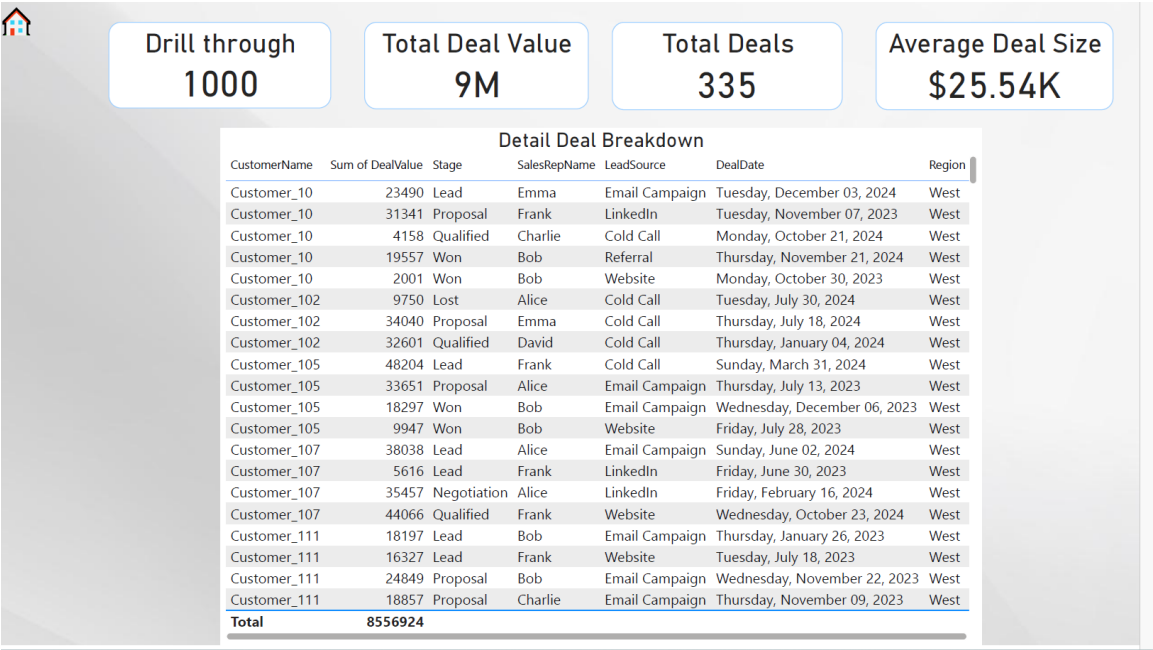 Drill through Total Deal Value Total Deals Average Deal Size
1000 9M 335 $25.54K
Detail Deal Breakdown
CustomerName Sum of DealValue Stage SalesRepName LeadSource DealDate Region
Customer_10 23490 Lead Emma Email Campaign Tuesday, December 03, 2024 West
Customer_10 31341 Proposal Frank LinkedIn Tuesday, November 07, 2023 West
Customer_10 4158 Qualified Charlie Cold Call Monday, October 21, 2024 West
Customer_10 19557 Won Bob Referral Thursday, November 21, 2024 West
Customer_10 2001 Won Bob Website Monday, October 30, 2023 West
Customer_102 9750 Lost Alice Cold Call Tuesday, July 30, 2024 West
Customer_102 34040 Proposal Emma Cold Call Thursday, July 18, 2024 West
Customer_102 32601 Qualified David Cold Call Thursday, January 04, 2024 West
Customer_105 48204 Lead Frank Cold Call Sunday, March 31, 2024 West
Customer_105 33651 Proposal Alice Email Campaign Thursday, July 13, 2023 West
Customer_105 18297 Won Bob Email Campaign Wednesday, December 06, 2023 West
Customer_105 9947 Won Bob Website Friday, July 28, 2023 West
Customer_107 38038 Lead Alice Email Campaign Sunday, June 02, 2024 West
Customer_107 5616 Lead Frank LinkedIn Friday, June 30, 2023 West
Customer_107 35457 Negotiation Alice LinkedIn Friday, February 16, 2024 West
Customer_107 44066 Qualified Frank Website Wednesday, October 23, 2024 West
Customer_111 18197 Lead Bob Email Campaign Thursday, January 26, 2023 West
Customer_111 16327 Lead Frank Website Tuesday, July 18, 2023 West
Customer_111 24849 Proposal Bob Email Campaign Wednesday, November 22, 2023 West
Customer_111 18857 Proposal Charlie Email Campaign Thursday, November 09, 2023 West
Total 8556924